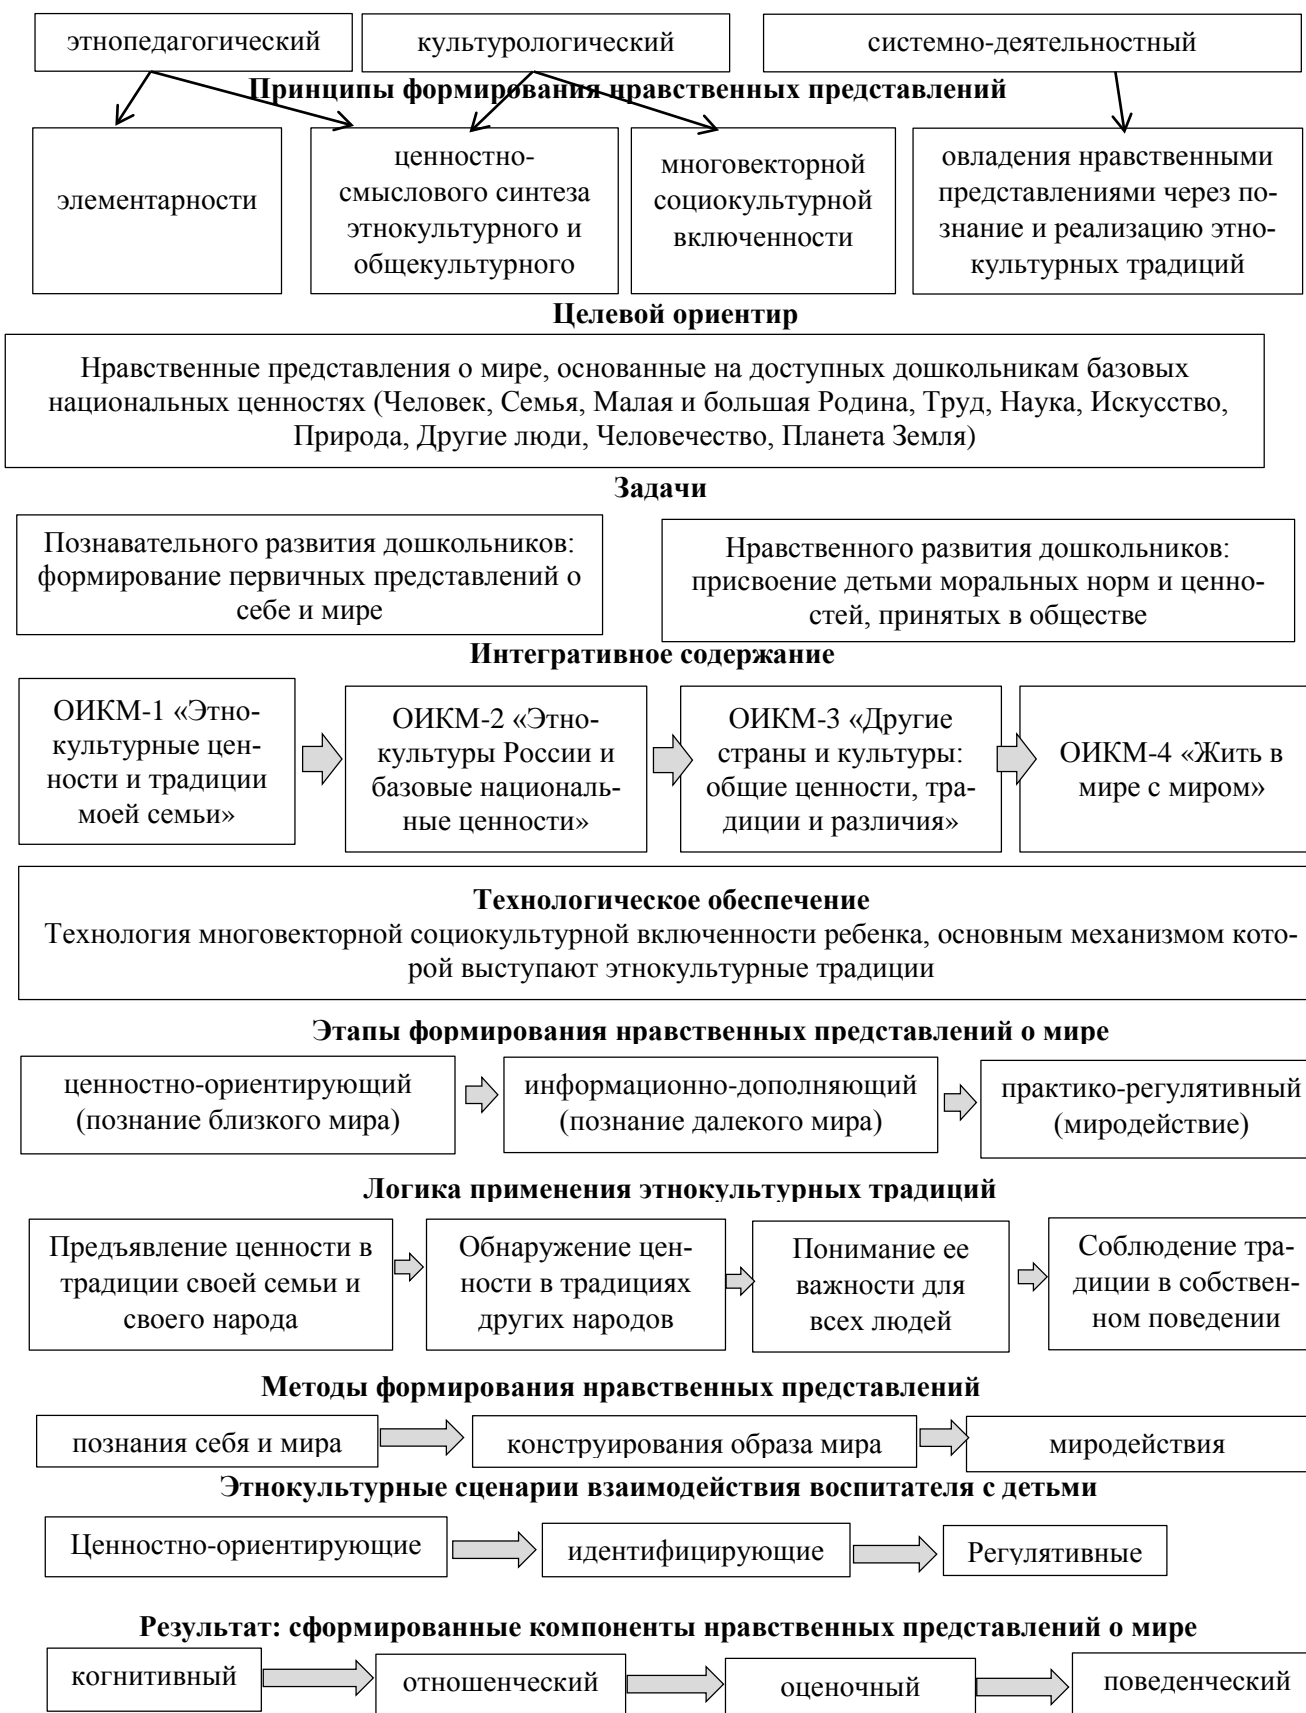 этнопедагогический
культурологический
системно-деятельностный
Принципы формирования нравственных представлений
элементарности
ценностно-
смыслового синтеза
этнокультурного и
общекультурного
многовекторной
социокультурной
включенности
овладения нравственными
представлениями через по-
знание и реализацию этно-
культурных традиций
Целевой ориентир
Нравственные представления о мире, основанные на доступных дошкольникам базовых
национальных ценностях (Человек, Семья, Малая и большая Родина, Труд, Наука, Искусство,
Природа, Другие люди, Человечество, Планета Земля)
Задачи
Познавательного развития дошкольников:
формирование первичных представлений о
себе и мире
Нравственного развития дошкольников:
присвоение детьми моральных норм и ценно-
стей, принятых в обществе
Интегративное содержание
ОИКМ-1 «Этно-
культурные цен-
ности и традиции
моей семьи»
ОИКМ-2 «Этно-
культуры России и
базовые националь-
ные ценности»
ОИКМ-3 «Другие
страны и культуры:
общие ценности, тра-
диции и различия»
ОИКМ-4 «Жить в
мире с миром»
Технологическое обеспечение
Технология многовекторной социокультурной включенности ребенка, основным механизмом кото-
рой выступают этнокультурные традиции
Этапы формирования нравственных представлений о мире
ценностно-ориентирующий
(познание близкого мира)
информационно-дополняющий
(познание далекого мира)
практико-регулятивный
(миродействие)
Логика применения этнокультурных традиций
Предъявление ценности в
традиции своей семьи и
своего народа
Обнаружение цен-
ности в традициях
других народов
Понимание ее
важности для
всех людей
Соблюдение тра-
диции в собствен-
ном поведении
Методы формирования нравственных представлений
познания себя и мира
конструирования образа мира
миродействия
Этнокультурные сценарии взаимодействия воспитателя с детьми
Ценностно-ориентирующие
идентифицирующие
Регулятивные
Результат: сформированные компоненты нравственных представлений о мире
когнитивный
отношенческий
оценочный
поведенческий